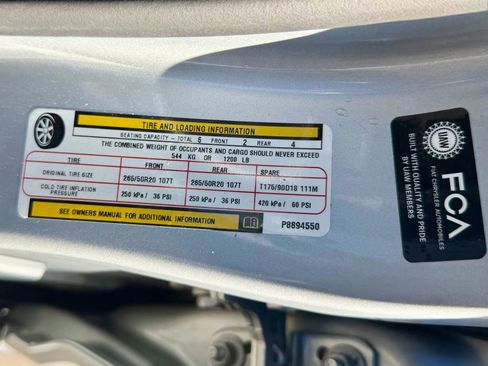 TIRE AND LOADING INFORMATION
SEATING CAPACITY - TOTAL 6 FRONT 2 REAR 4
THE COMBINED WEIGHT OF OCCUPANTS AND CARGO SHOULD NEVER EXCEED
544 KG OR 1200 LB
TIRE FRONT REAR SPARE
ORIGINAL TIRE SIZE 265/50R20 107T 265/50R20 107T T175/90D18 111M
COLD TIRE INFLATION PRESSURE 250 kPa / 36 PSI 250 kPa / 36 PSI 420 kPa / 60 PSI
SEE OWNERS MANUAL FOR ADDITIONAL INFORMATION
P8894550
UAW
BUILT WITH QUALITY AND PRIDE
BY UAW MEMBERS
FCA
FIAT CHRYSLER AUTOMOBILES